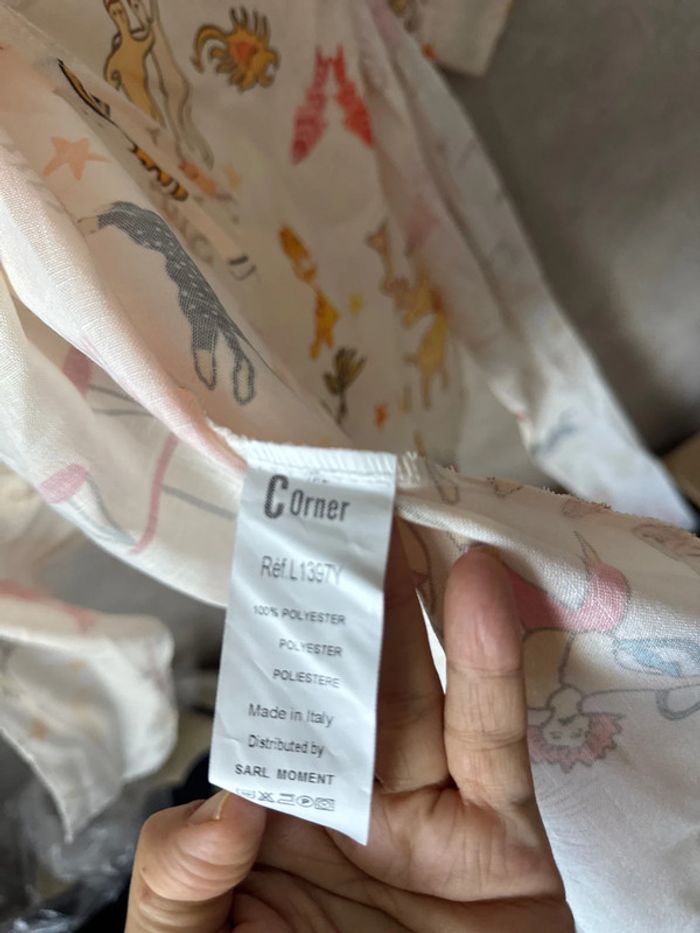 Corner
Réf.L1397Y
100% POLYESTER
POLYESTER
POLIESTERE
Made in Italy
Distributed by
SARL MOMENT